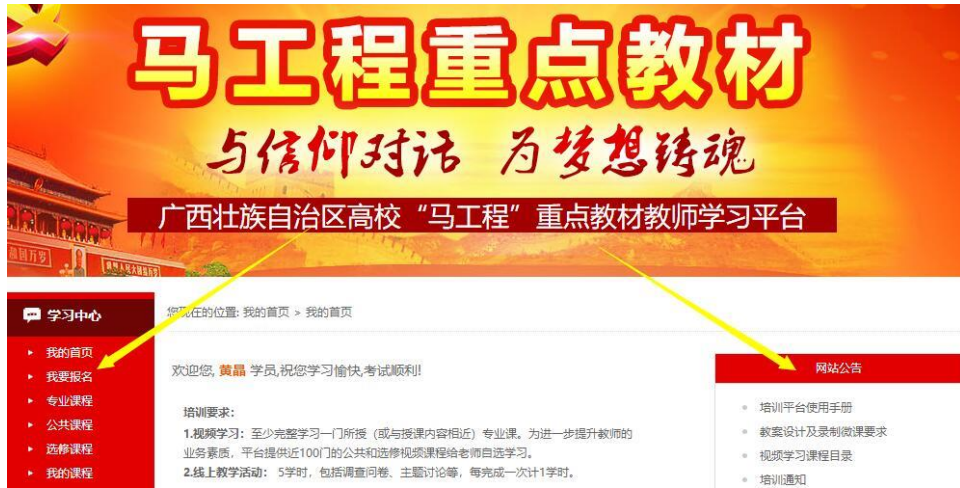 马工程重点教材
与信仰对话 为梦想铸魂
广西壮族自治区高校“马工程”重点教材教师学习平台
学习中心
我的首页
我要报名
专业课程
公共课程
选修课程
我的课程
您现在的位置: 我的首页 > 我的首页
欢迎您, 黄晶 学员,祝您学习愉快,考试顺利!
培训要求：
1.视频学习：至少完整学习一门所授（或与授课内容相近）专业课。为进一步提升教师的
业务素质，平台提供近100门的公共和选修视频课程给老师自选学习。
2.线上教学活动： 5学时，包括调查问卷、主题讨论等，每完成一次计1学时。
网站公告
培训平台使用手册
教案设计及录制微课要求
视频学习课程目录
培训通知